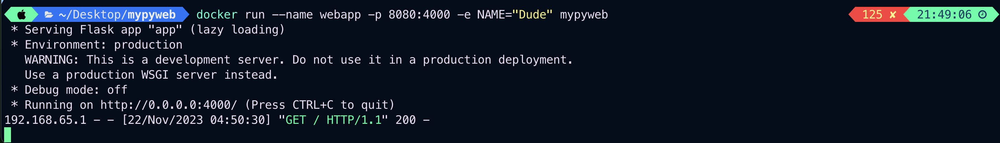 ~/Desktop/mypyweb docker run --name webapp -p 8080:4000 -e NAME="Dude" mypyweb 125 ✘ 21:49:06
* Serving Flask app "app" (lazy loading)
* Environment: production
WARNING: This is a development server. Do not use it in a production deployment.
Use a production WSGI server instead.
* Debug mode: off
* Running on http://0.0.0.0:4000/ (Press CTRL+C to quit)
192.168.65.1 - - [22/Nov/2023 04:50:30] "GET / HTTP/1.1" 200 -